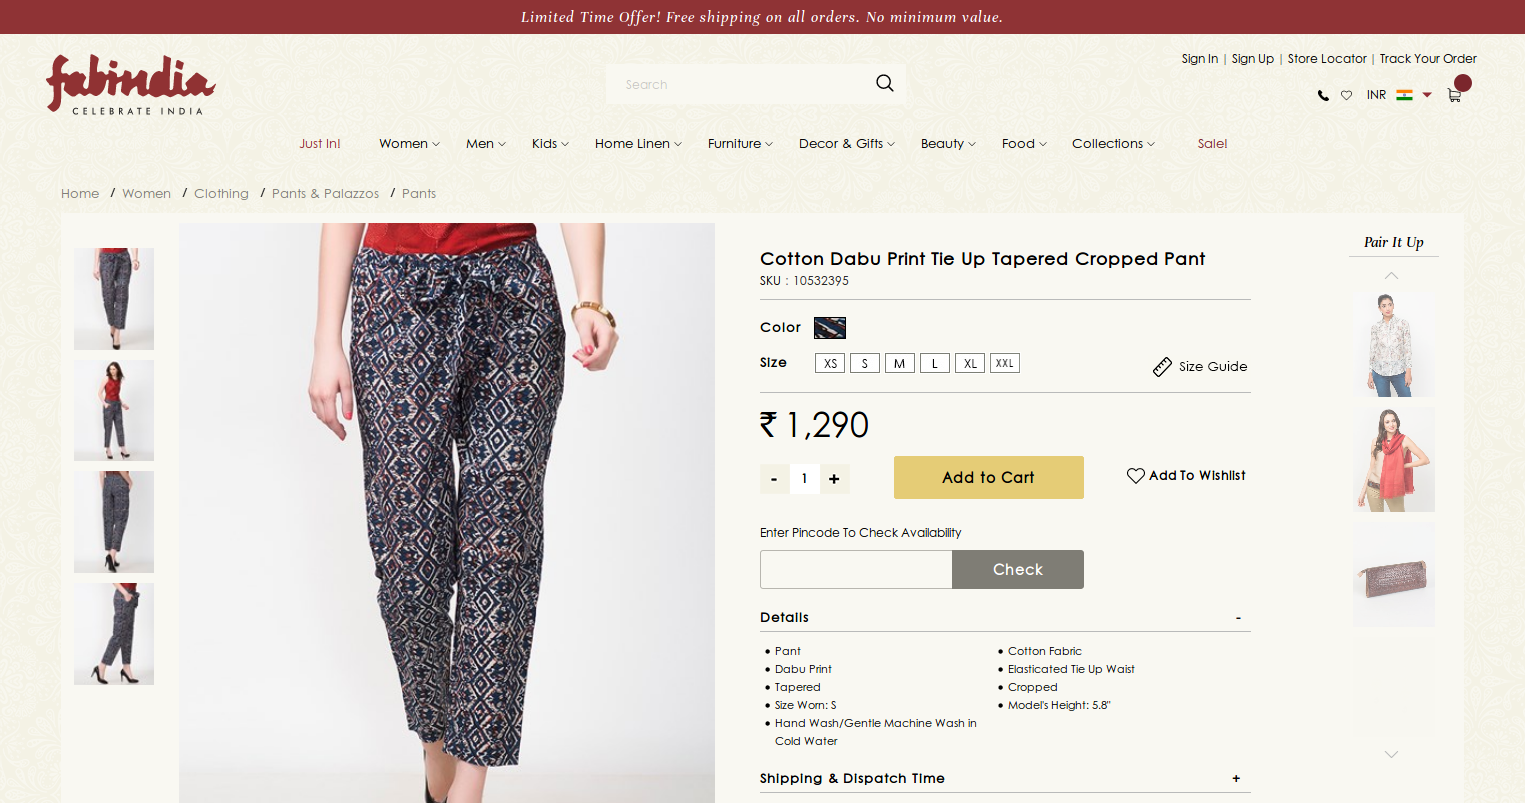 Limited Time Offer! Free shipping on all orders. No minimum value.
fabindia
CELEBRATE INDIA
Search
Sign In | Sign Up | Store Locator | Track Your Order
INR
Just In! Women Men Kids Home Linen Furniture Decor & Gifts Beauty Food Collections Sale!
Home / Women / Clothing / Pants & Palazzos / Pants
Cotton Dabu Print Tie Up Tapered Cropped Pant
SKU : 10532395
Color
Size XS S M L XL XXL
Size Guide
₹ 1,290
- 1 +
Add to Cart
Add To Wishlist
Enter Pincode To Check Availability
Check
Details -
• Pant
• Dabu Print
• Tapered
• Size Worn: S
• Hand Wash/Gentle Machine Wash in
Cold Water
• Cotton Fabric
• Elasticated Tie Up Waist
• Cropped
• Model's Height: 5.8"
Shipping & Dispatch Time +
Pair It Up